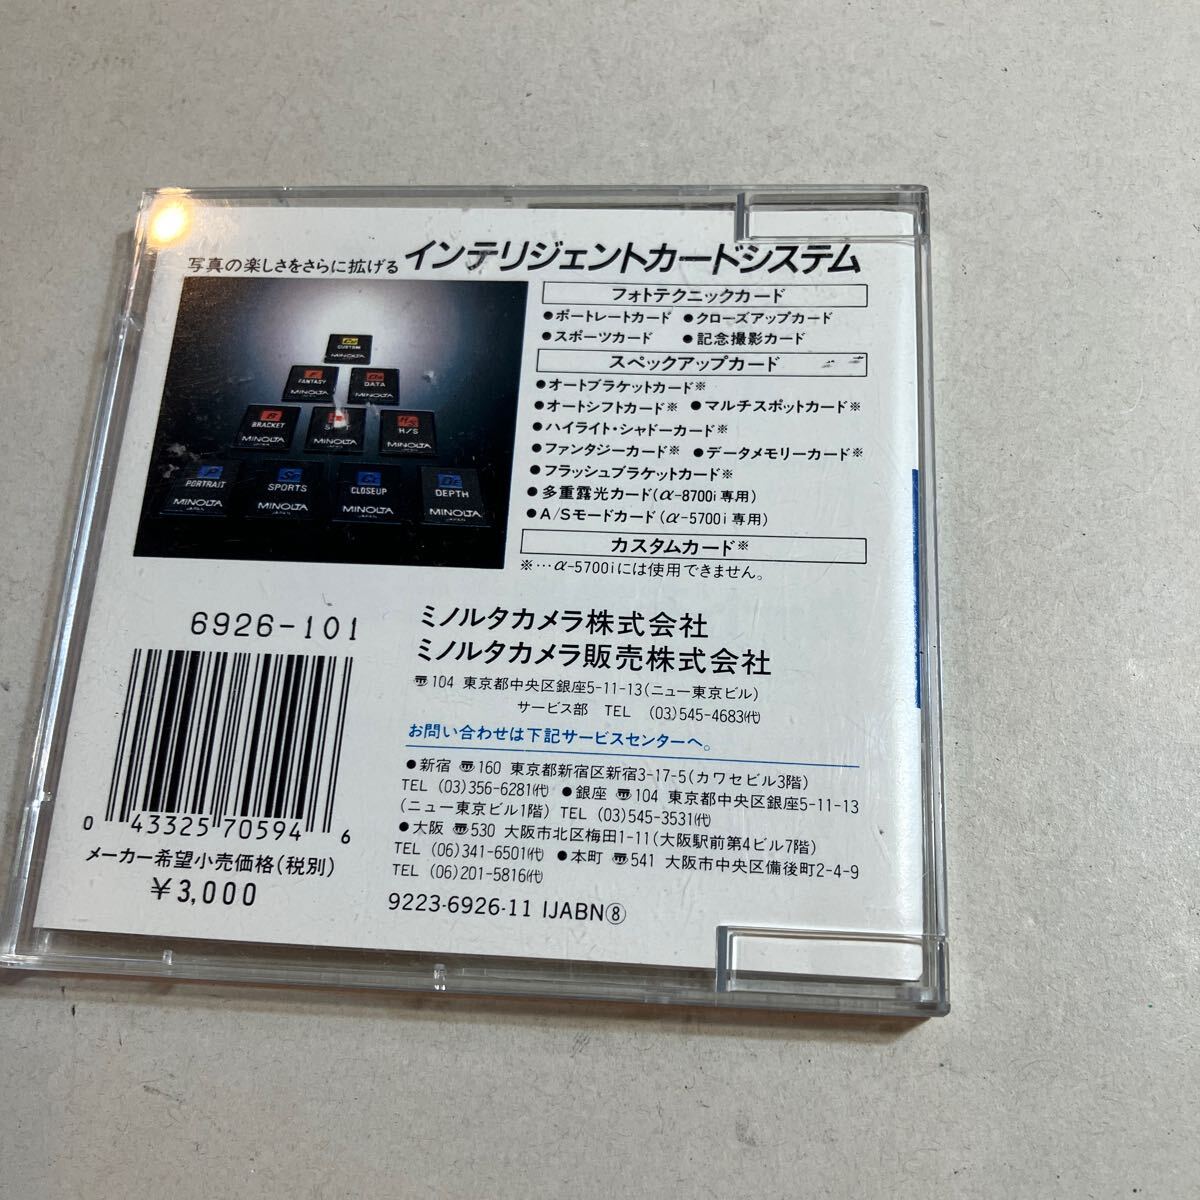 写真の楽しさをさらに拡げる インテリジェントカードシステム
フォトテクニックカード
●ポートレートカード ●クローズアップカード
●スポーツカード ●記念撮影カード
スペックアップカード
●オートブラケットカード※
●オートシフトカード※ ●マルチスポットカード※
●ハイライト・シャドーカード※
●ファンタジーカード※ ●データメモリーカード※
●フラッシュブラケットカード※
●多重露光カード(α-8700i専用)
●A/Sモードカード(α-5700i専用)
カスタムカード※
※…α-5700iには使用できません。
CUSTOM
MINOLTA
FANTASY
MINOLTA
DATA
MINOLTA
BRACKET
MINOLTA
MINOLTA
H/S
MINOLTA
PORTRAIT
MINOLTA
SPORTS
MINOLTA
CLOSEUP
MINOLTA
DEPTH
MINOLTA
6926-101
0 43325 70594 6
メーカー希望小売価格(税別)
¥3,000
ミノルタカメラ株式会社
ミノルタカメラ販売株式会社
〠104 東京都中央区銀座5-11-13(ニュー東京ビル)
サービス部 TEL (03)545-4683(代)
お問い合わせは下記サービスセンターへ。
●新宿 〠160 東京都新宿区新宿3-17-5(カワセビル3階)
TEL (03)356-6281(代) ●銀座 〠104 東京都中央区銀座5-11-13
(ニュー東京ビル1階) TEL (03)545-3531(代)
●大阪 〠530 大阪市北区梅田1-11(大阪駅前第4ビル7階)
TEL (06)341-6501(代) ●本町 〠541 大阪市中央区備後町2-4-9
TEL (06)201-5816(代)
9223-6926-11 IJABN⑧